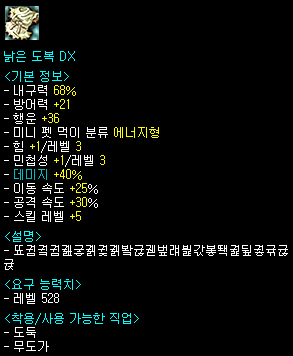 낡은 도복 DX
<기본 정보>
- 내구력 68%
- 방어력 +21
- 행운 +36
- 미니 펫 먹이 분류 에너지형
- 힘 +1/레벨 3
- 민첩성 +1/레벨 3
- 데미지 +40%
- 이동 속도 +25%
- 공격 속도 +30%
- 스킬 레벨 +5
<설명>
<요구 능력치>
- 레벨 528
<착용/사용 가능한 직업>
- 도둑
- 무도가